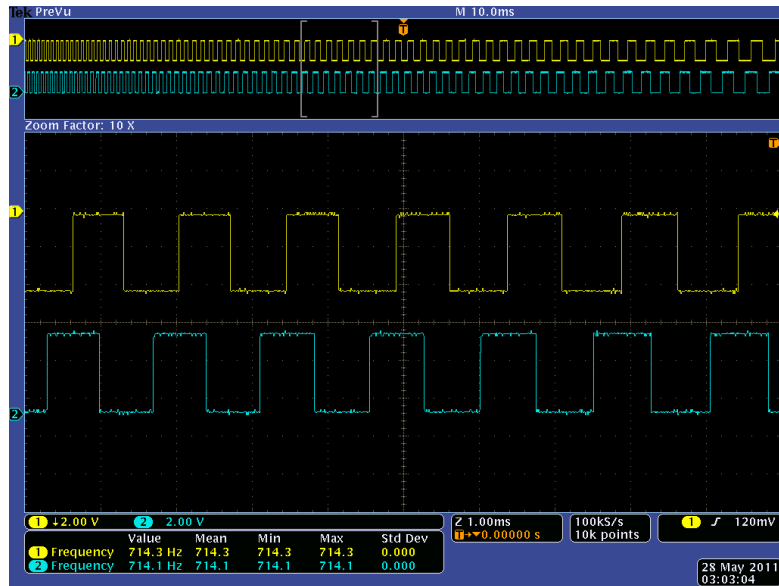 Tek PreVu M 10.0ms
T
1
2
Zoom Factor: 10 X
T
1
2
1 ↓2.00 V 2 2.00 V
Z 1.00ms
T→▼0.00000 s
100kS/s
10k points
1 ƒ 120mV
Value Mean Min Max Std Dev
1 Frequency 714.3 Hz 714.3 714.3 714.3 0.000
2 Frequency 714.1 Hz 714.1 714.1 714.1 0.000
28 May 2011
03:03:04